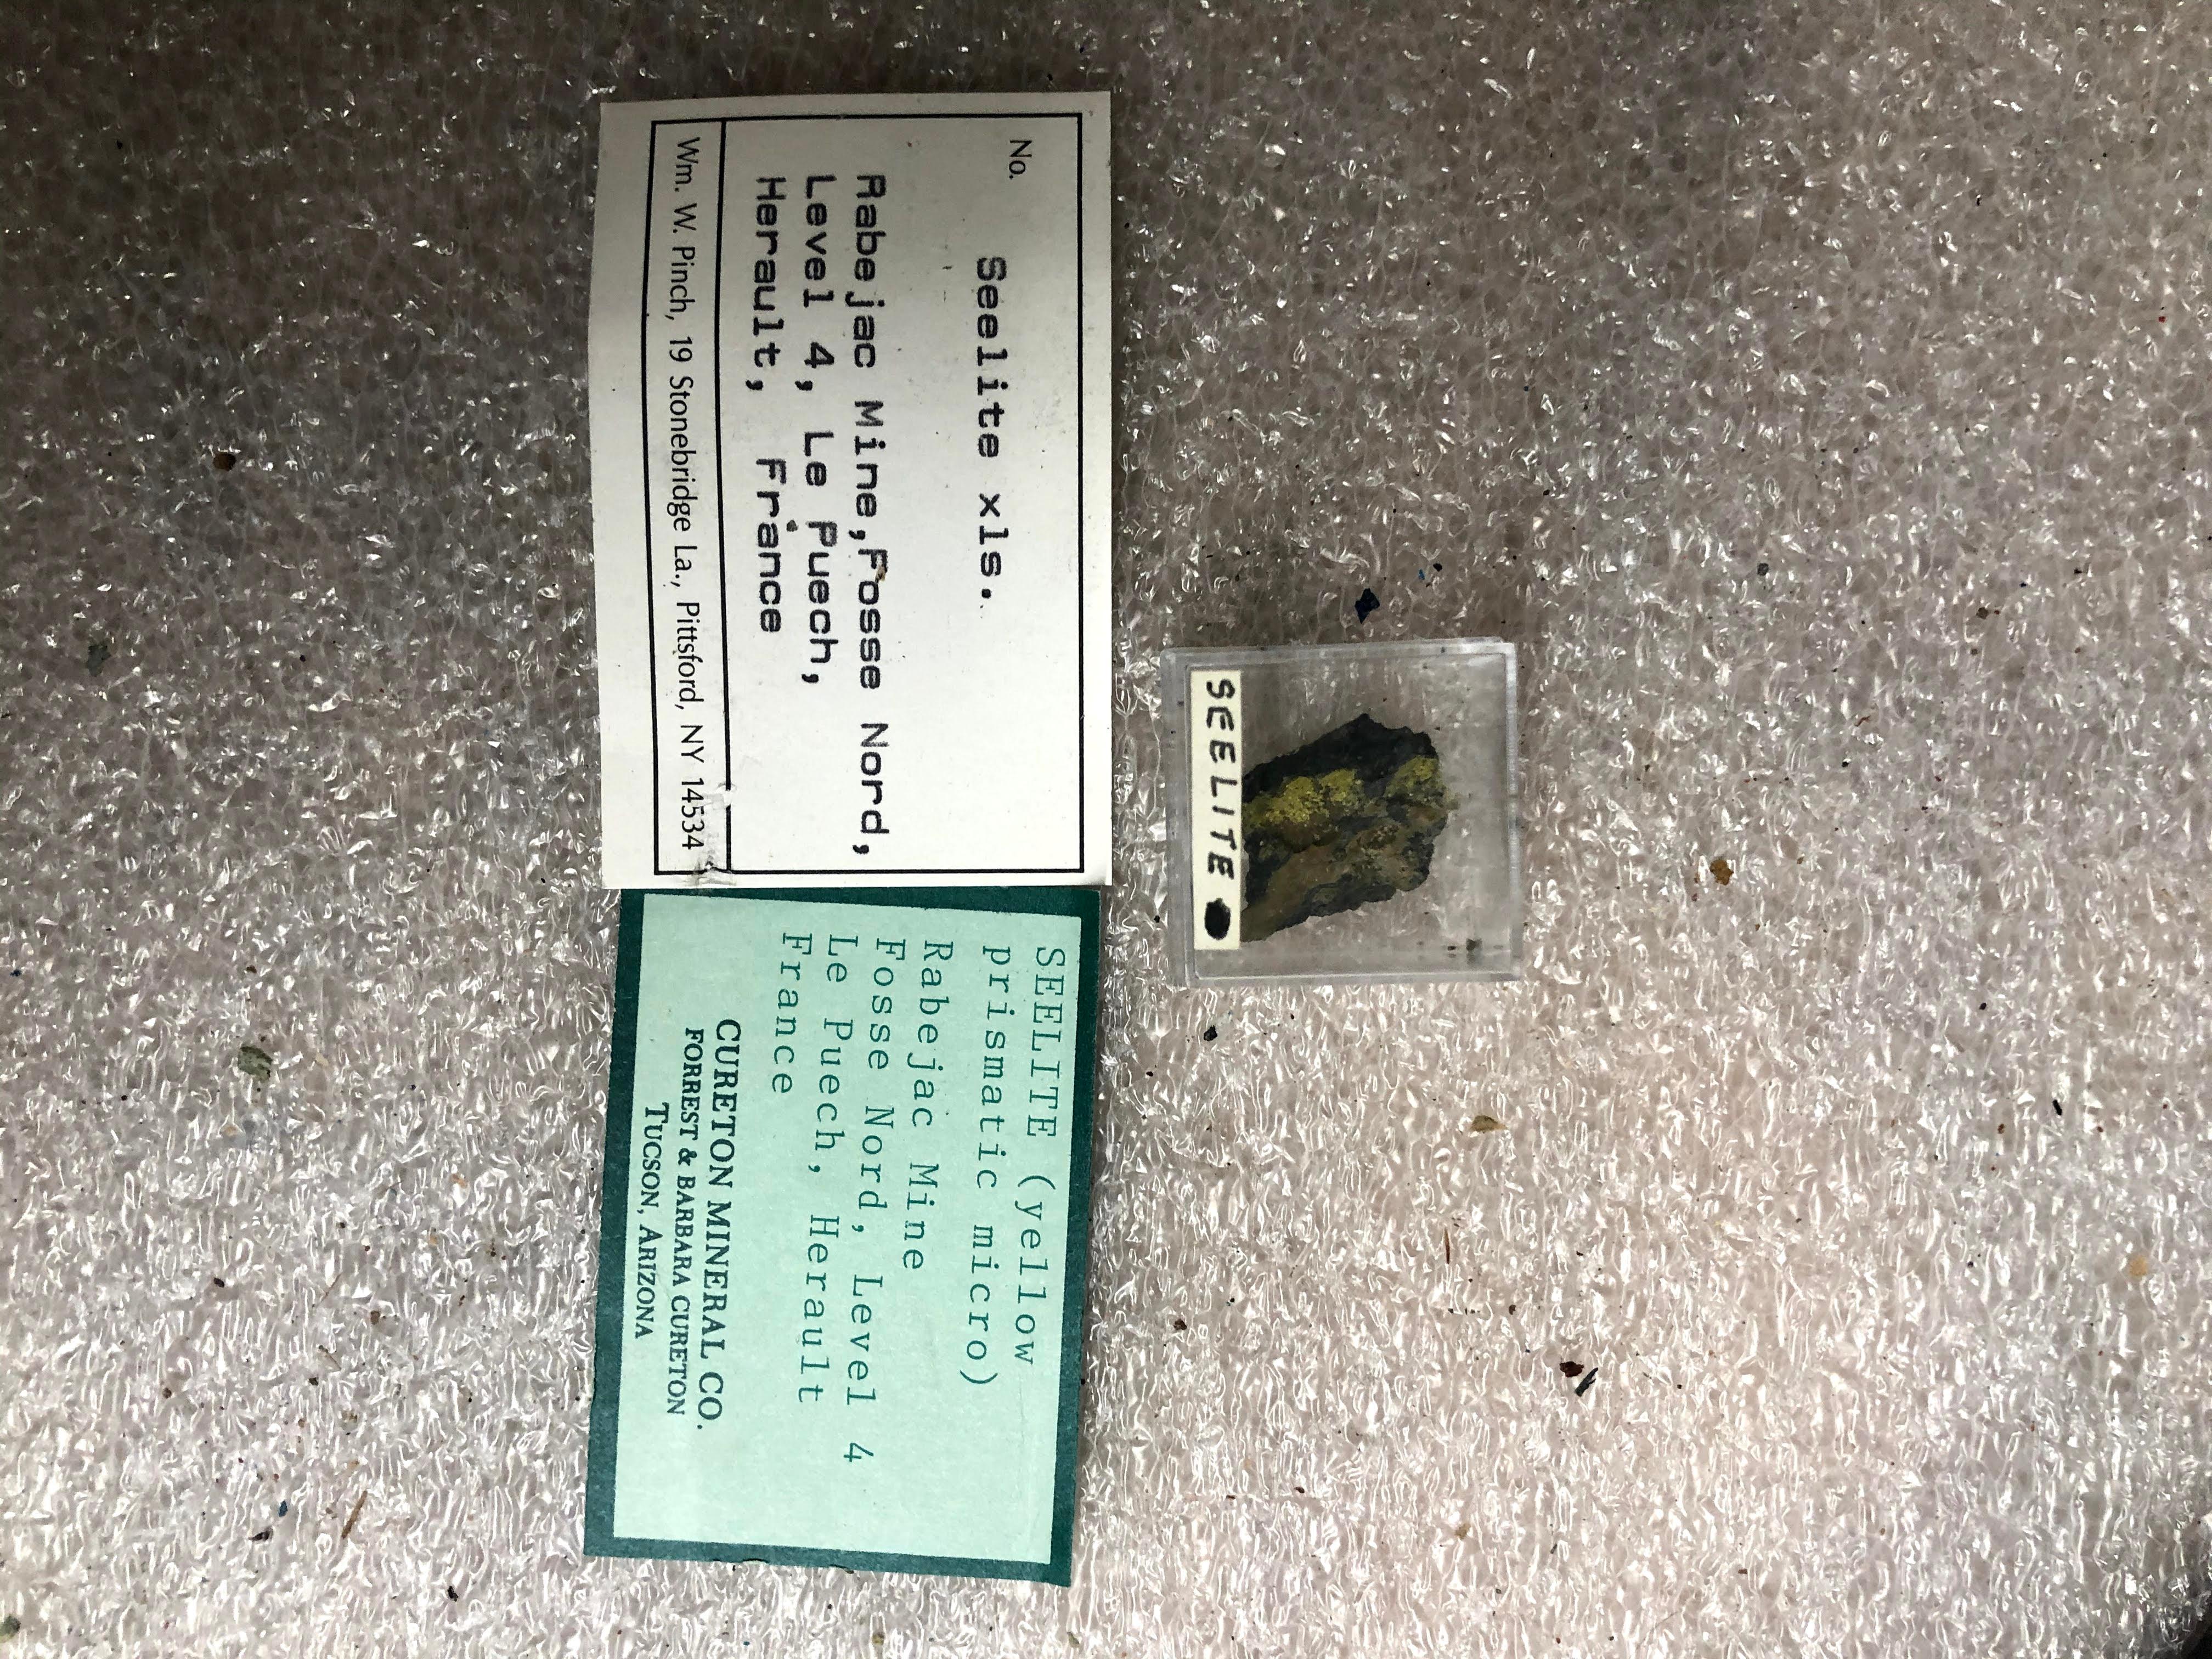 SEELITE
No.
Seelite xls.
Rabejac Mine,Fosse Nord,
Level 4, Le Puech,
Herault, France
Wm. W. Pinch, 19 Stonebridge La., Pittsford, NY 14534
SEELITE (yellow
prismatic micro)
Rabejac Mine
Fosse Nord, Level 4
Le Puech, Herault
France
CURETON MINERAL CO.
FORREST & BARBARA CURETON
TUCSON, ARIZONA